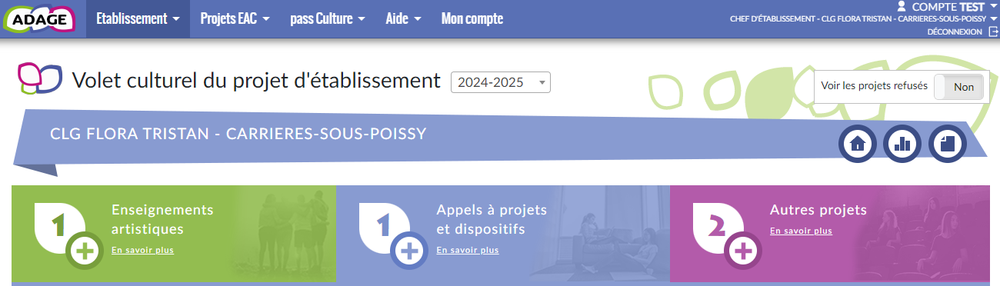 ADAGE
Etablissement
Projets EAC
pass Culture
Aide
Mon compte
COMPTE TEST
CHEF D'ÉTABLISSEMENT - CLG FLORA TRISTAN - CARRIERES-SOUS-POISSY
DÉCONNEXION
Volet culturel du projet d'établissement
2024-2025
Voir les projets refusés
Non
CLG FLORA TRISTAN - CARRIERES-SOUS-POISSY
1
Enseignements
artistiques
En savoir plus
1
Appels à projets
et dispositifs
En savoir plus
2
Autres projets
En savoir plus